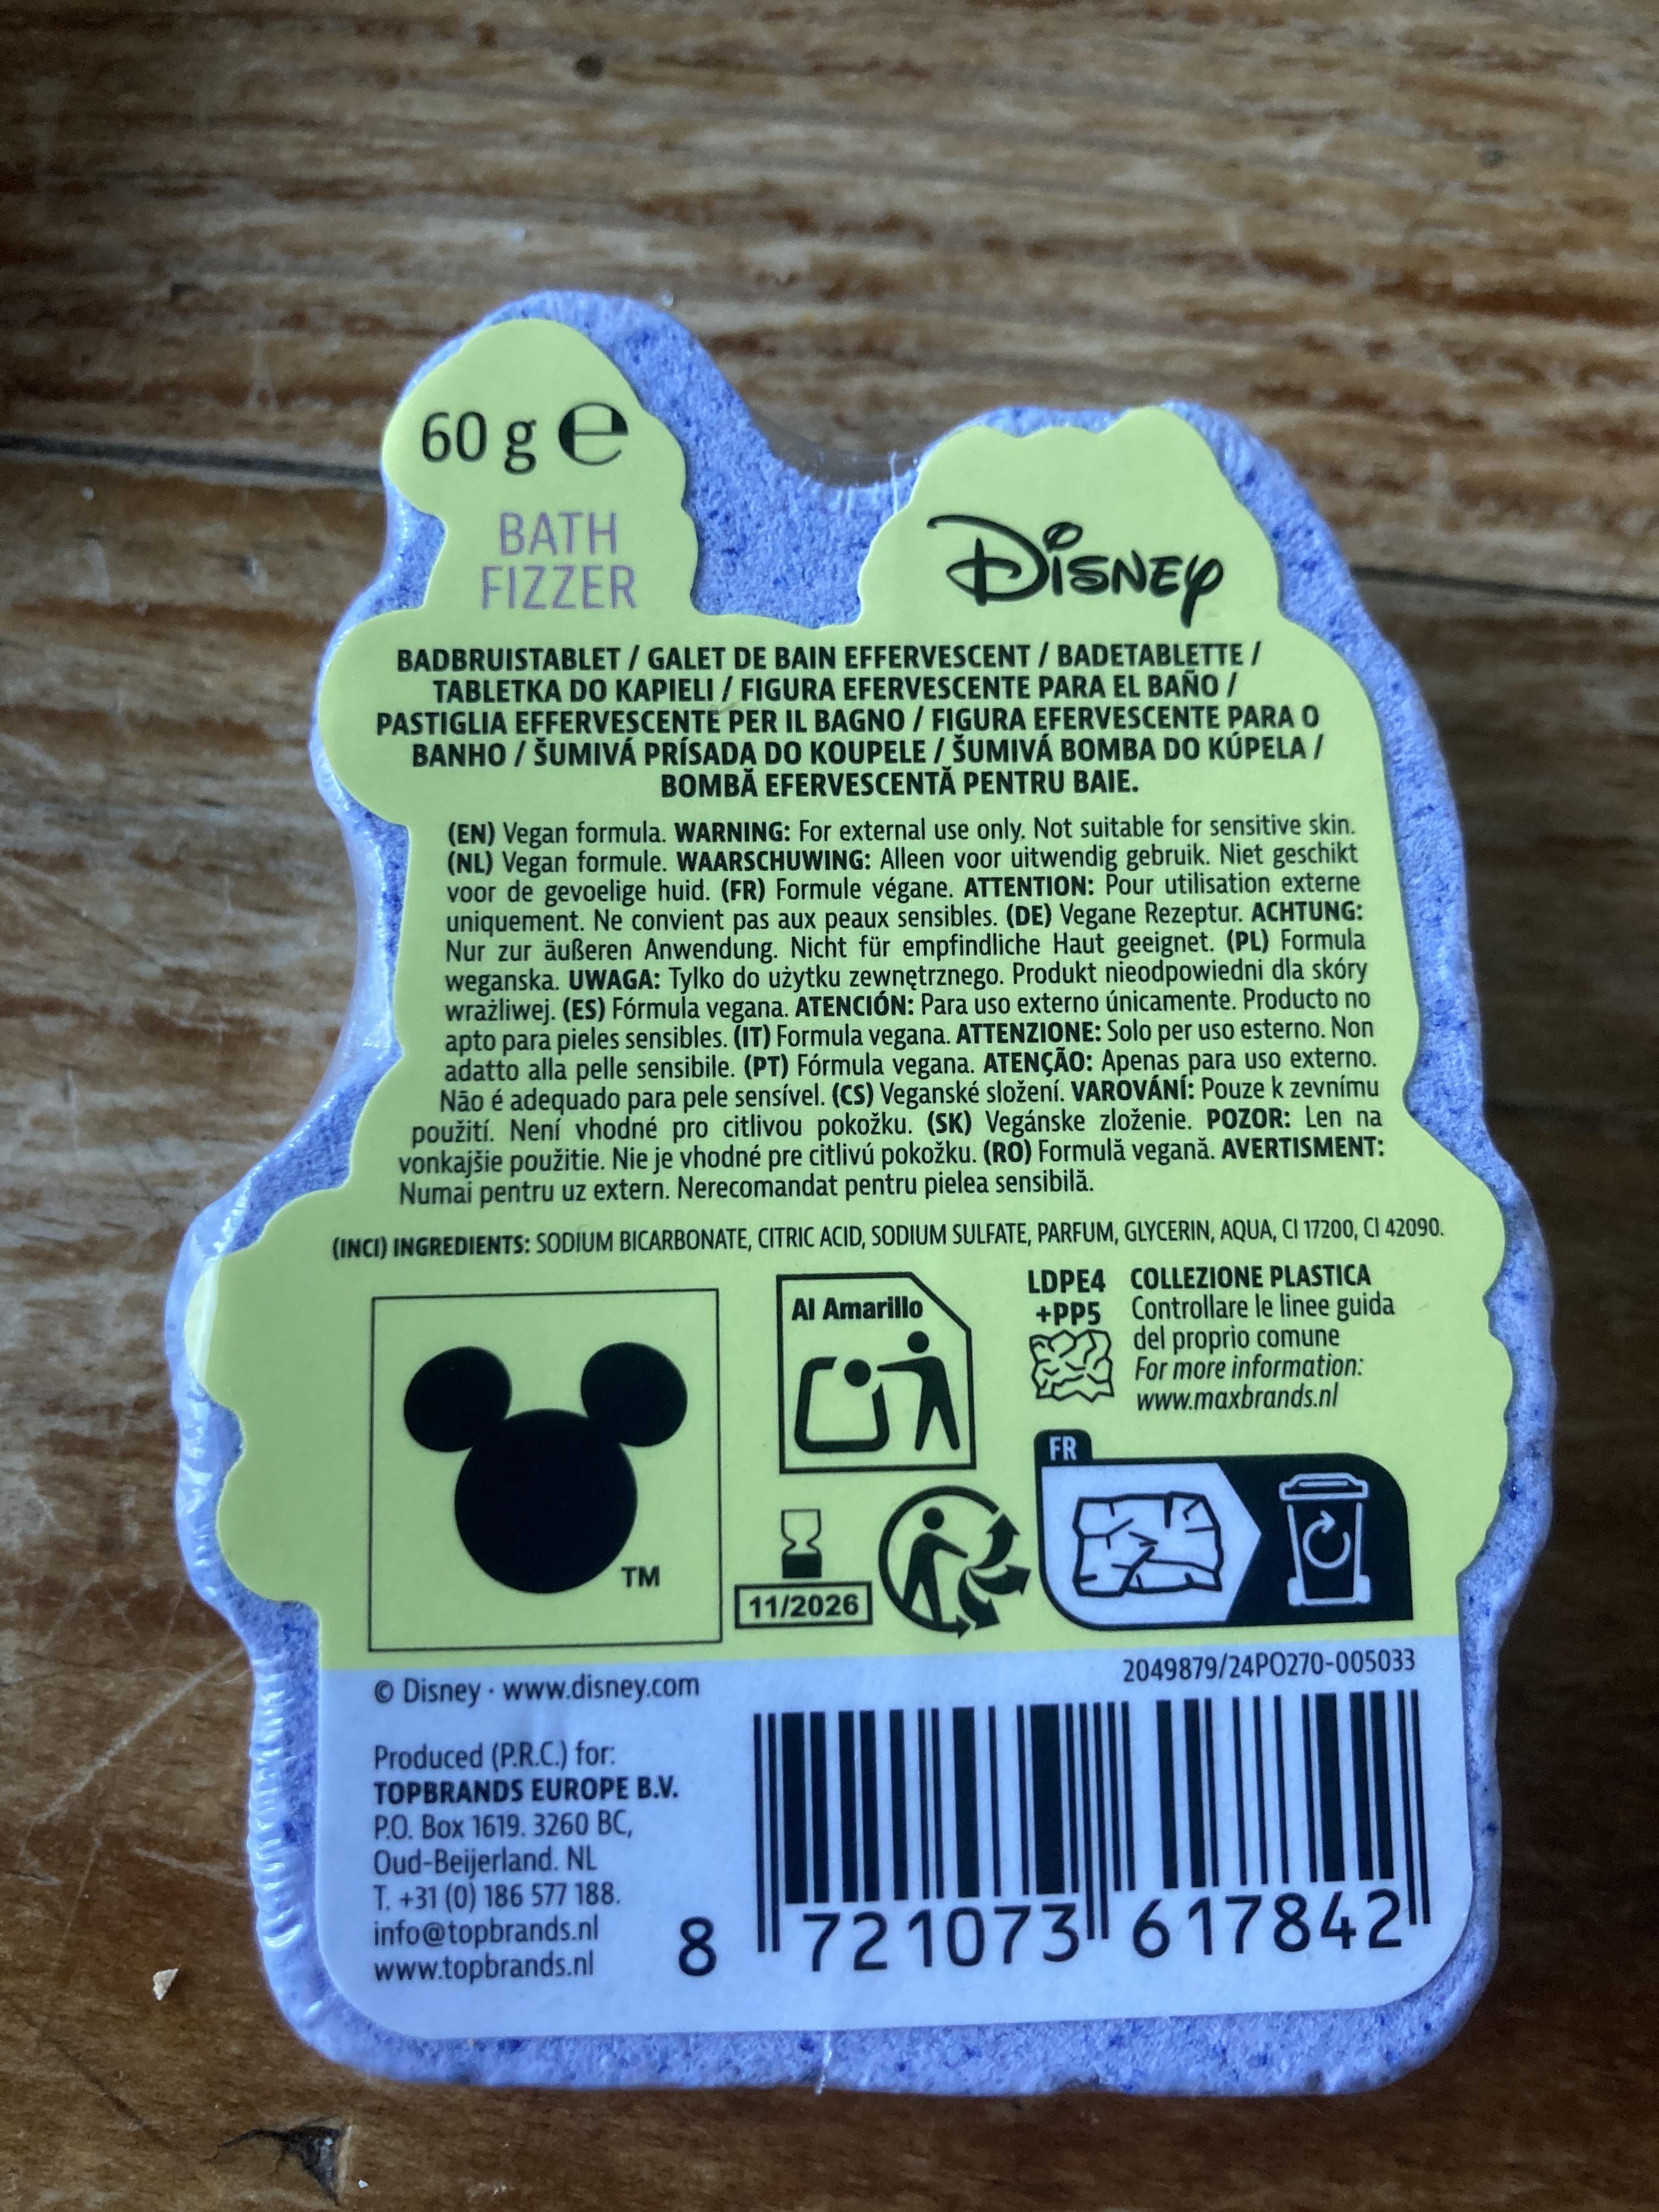 60 g ℮
BATH
FIZZER
Disney
BADBRUISTABLET / GALET DE BAIN EFFERVESCENT / BADETABLETTE /
TABLETKA DO KAPIELI / FIGURA EFERVESCENTE PARA EL BAÑO /
PASTIGLIA EFFERVESCENTE PER IL BAGNO / FIGURA EFERVESCENTE PARA O
BANHO / ŠUMIVÁ PRÍSADA DO KOUPELE / ŠUMIVÁ BOMBA DO KÚPELA /
BOMBĂ EFERVESCENTĂ PENTRU BAIE.
(EN) Vegan formula. WARNING: For external use only. Not suitable for sensitive skin.
(NL) Vegan formule. WAARSCHUWING: Alleen voor uitwendig gebruik. Niet geschikt
voor de gevoelige huid. (FR) Formule végane. ATTENTION: Pour utilisation externe
uniquement. Ne convient pas aux peaux sensibles. (DE) Vegane Rezeptur. ACHTUNG:
Nur zur äußeren Anwendung. Nicht für empfindliche Haut geeignet. (PL) Formula
weganska. UWAGA: Tylko do użytku zewnętrznego. Produkt nieodpowiedni dla skóry
wrażliwej. (ES) Fórmula vegana. ATENCIÓN: Para uso externo únicamente. Producto no
apto para pieles sensibles. (IT) Formula vegana. ATTENZIONE: Solo per uso esterno. Non
adatto alla pelle sensibile. (PT) Fórmula vegana. ATENÇÃO: Apenas para uso externo.
Não é adequado para pele sensível. (CS) Veganské složení. VAROVÁNÍ: Pouze k zevnímu
použití. Není vhodné pro citlivou pokožku. (SK) Vegánske zloženie. POZOR: Len na
vonkajšie použitie. Nie je vhodné pre citlivú pokožku. (RO) Formulă vegană. AVERTISMENT:
Numai pentru uz extern. Nerecomandat pentru pielea sensibilă.
(INCI) INGREDIENTS: SODIUM BICARBONATE, CITRIC ACID, SODIUM SULFATE, PARFUM, GLYCERIN, AQUA, CI 17200, CI 42090.
TM
Al Amarillo
LDPE4
+PP5
COLLEZIONE PLASTICA
Controllare le linee guida
del proprio comune
For more information:
www.maxbrands.nl
FR
11/2026
© Disney · www.disney.com
2049879/24PO270-005033
Produced (P.R.C.) for:
TOPBRANDS EUROPE B.V.
P.O. Box 1619. 3260 BC,
Oud-Beijerland. NL
T. +31 (0) 186 577 188.
info@topbrands.nl
www.topbrands.nl
8 721073 617842